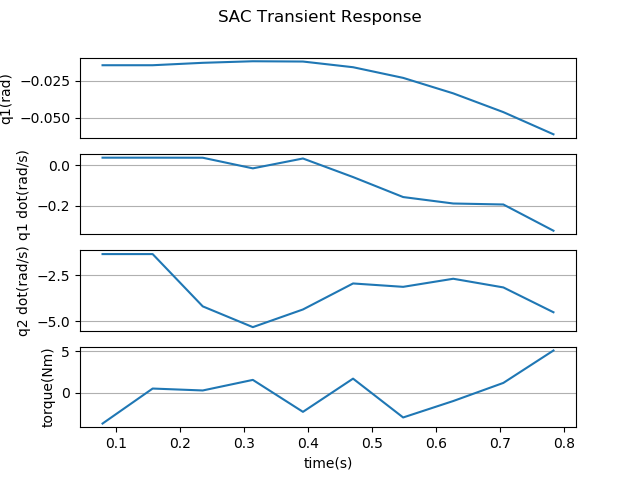 SAC Transient Response
q1(rad)
−0.025
−0.050
q1 dot(rad/s)
0.0
−0.2
q2 dot(rad/s)
−2.5
−5.0
torque(Nm)
5
0
0.1 0.2 0.3 0.4 0.5 0.6 0.7 0.8
time(s)